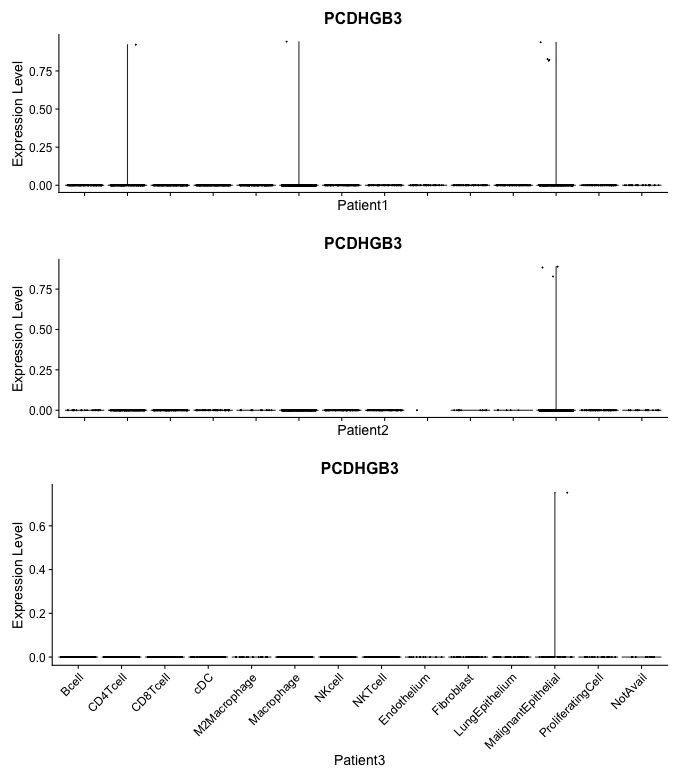 PCDHGB3
Expression Level
0.75
0.50
0.25
0.00
Patient1
PCDHGB3
Expression Level
0.75
0.50
0.25
0.00
Patient2
PCDHGB3
Expression Level
0.6
0.4
0.2
0.0
Bcell
CD4Tcell
CD8Tcell
cDC
M2Macrophage
Macrophage
NKcell
NKTcell
Endothelium
Fibroblast
LungEpithelium
MalignantEpithelial
ProliferatingCell
NotAvail
Patient3